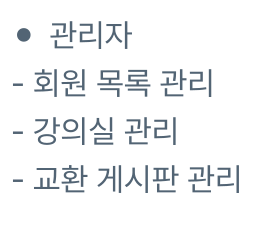 ● 관리자
- 회원 목록 관리
- 강의실 관리
- 교환 게시판 관리